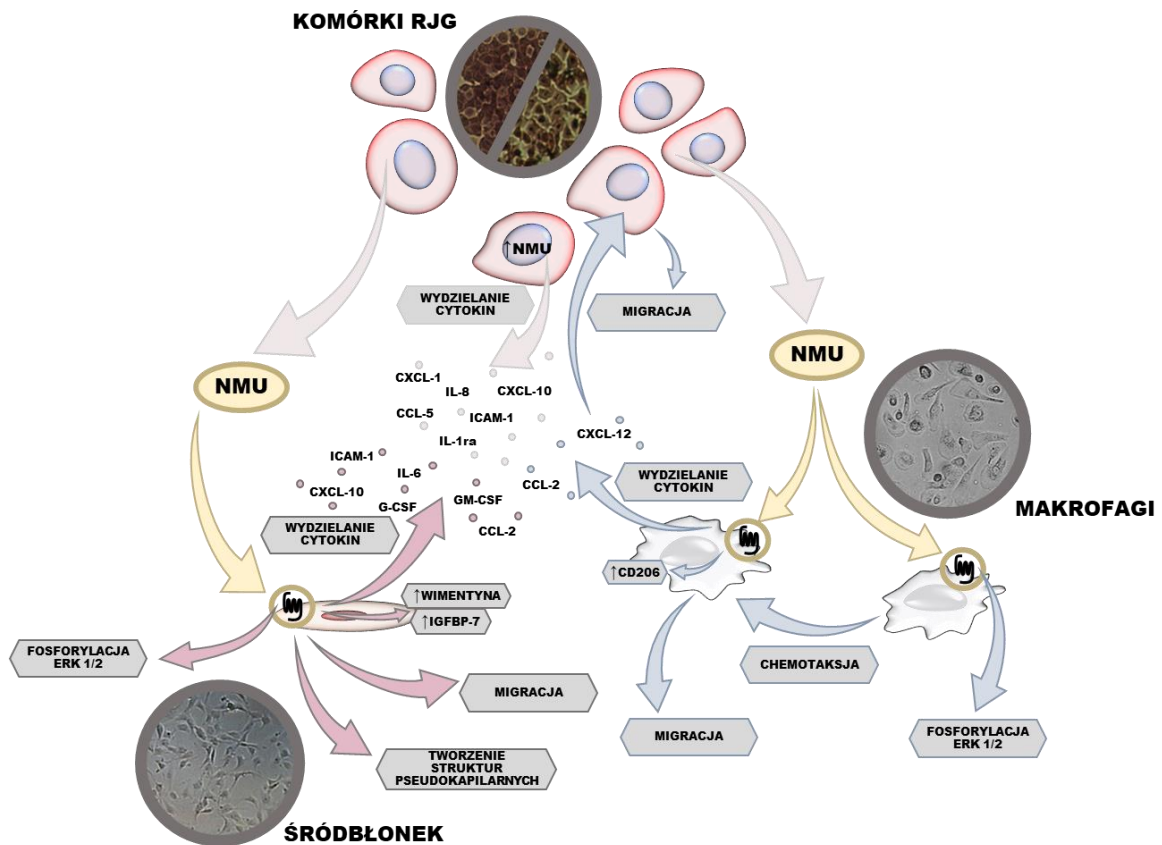 KOMÓRKI RJG
↑NMU
WYDZIELANIE
CYTOKIN
MIGRACJA
NMU
NMU
CXCL-1
IL-8
CXCL-10
CCL-5
ICAM-1
CXCL-12
IL-1ra
ICAM-1
IL-6
CCL-2
WYDZIELANIE
CYTOKIN
CXCL-10
G-CSF
GM-CSF
CCL-2
MAKROFAGI
WYDZIELANIE
CYTOKIN
↑CD206
↑WIMENTYNA
↑IGFBP-7
FOSFORYLACJA
ERK 1/2
CHEMOTAKSJA
MIGRACJA
MIGRACJA
FOSFORYLACJA
ERK 1/2
TWORZENIE
STRUKTUR
PSEUDOKAPILARNYCH
ŚRÓDBŁONEK